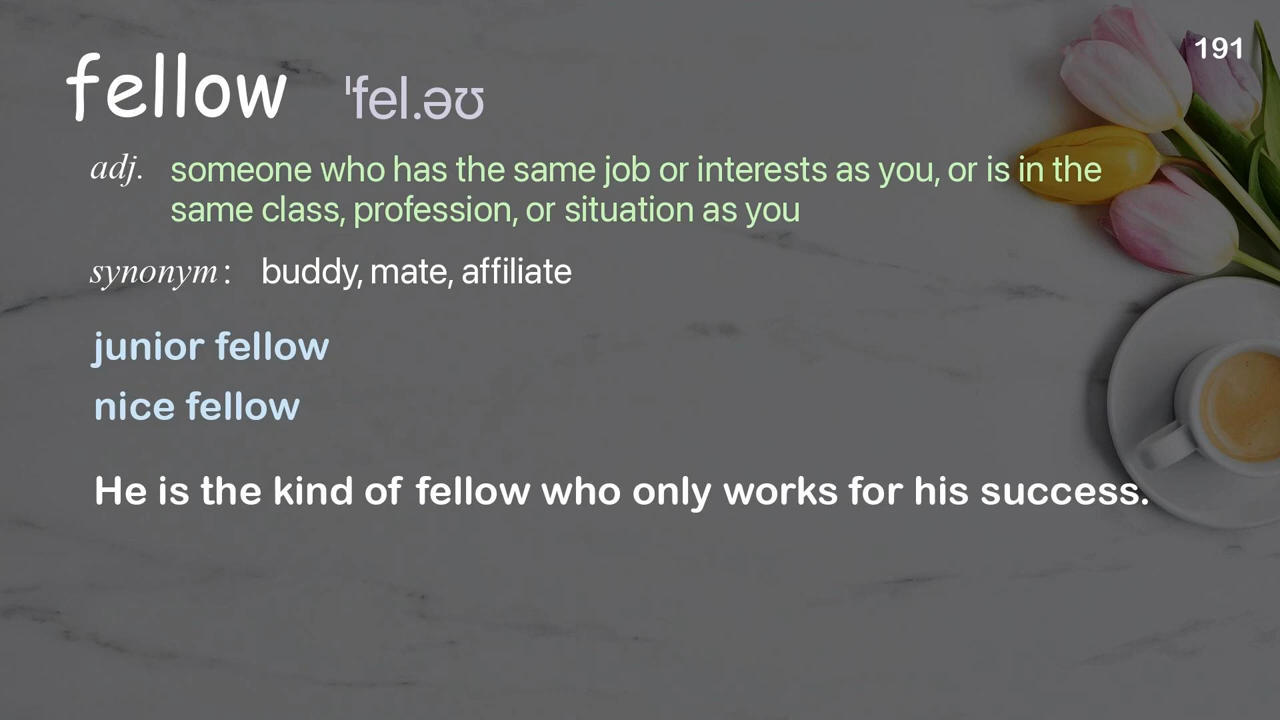 191
fellow ˈfel.əʊ
adj. someone who has the same job or interests as you, or is in the
same class, profession, or situation as you
synonym: buddy, mate, affiliate
junior fellow
nice fellow
He is the kind of fellow who only works for his success.